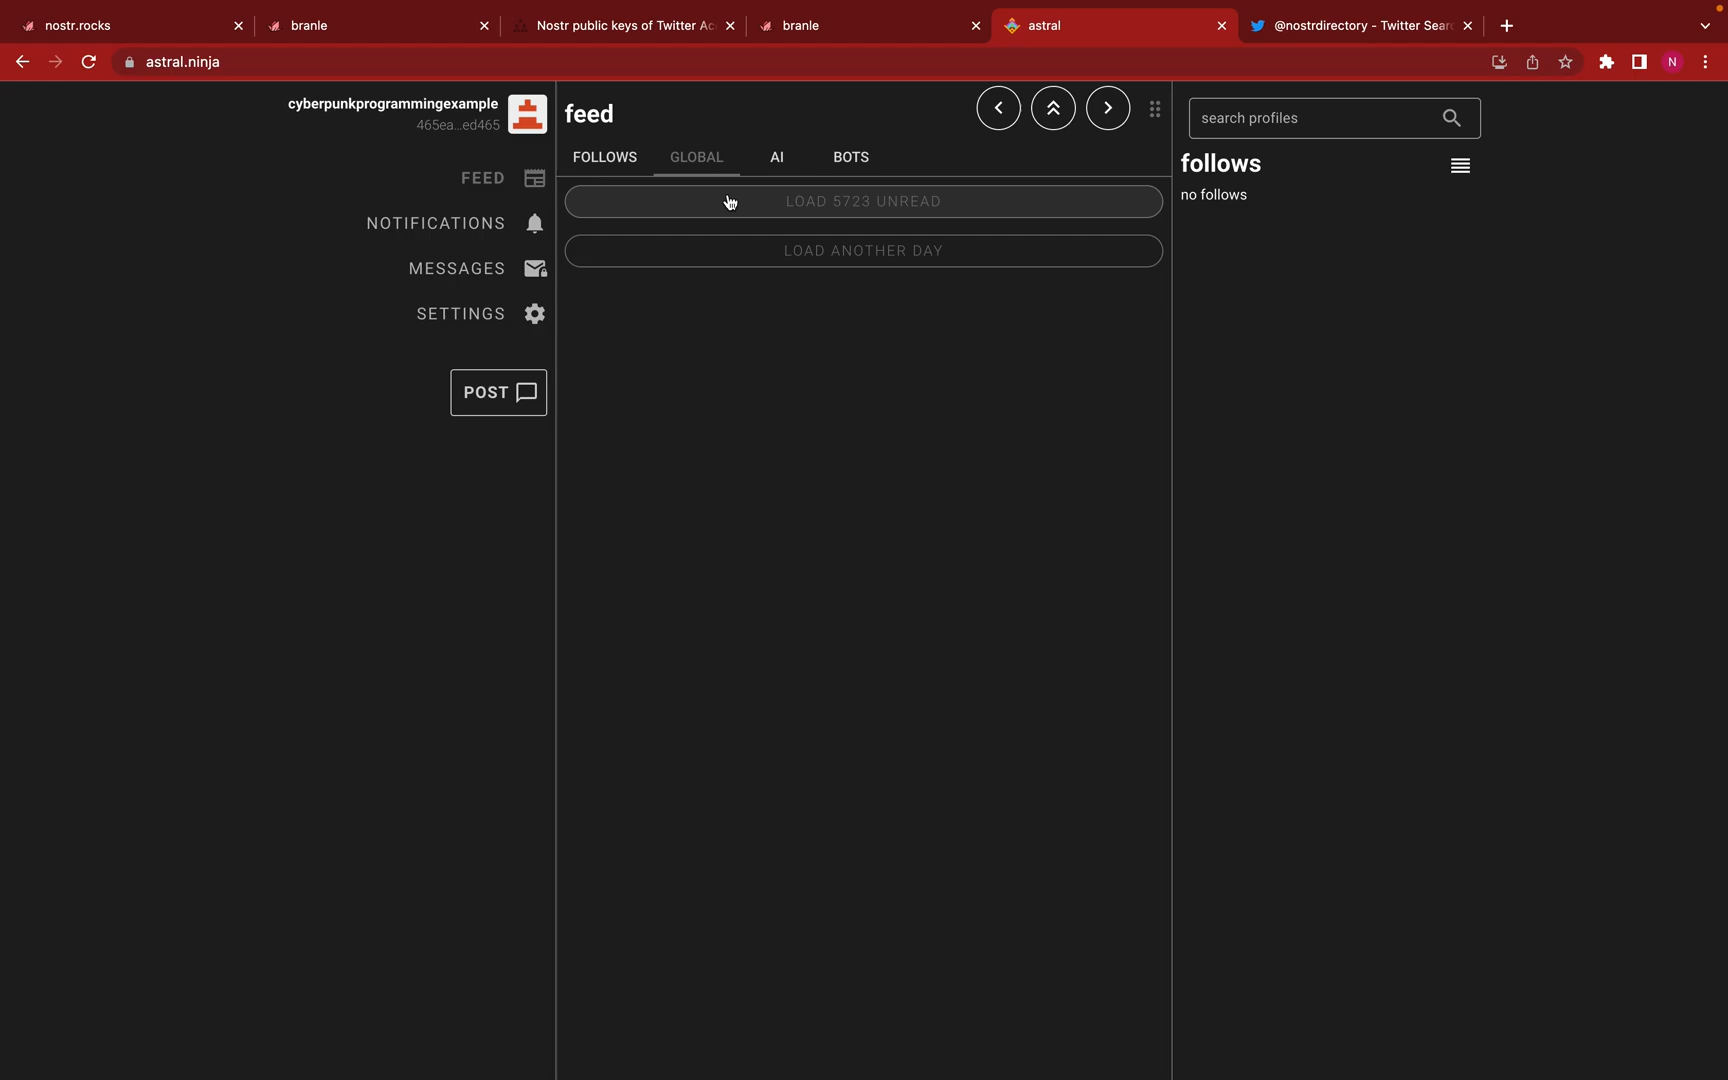 nostr.rocks
branle
Nostr public keys of Twitter Ac
branle
astral
@nostrdirectory - Twitter Sear
astral.ninja
N
cyberpunkprogrammingexample
465ea...ed465
FEED
NOTIFICATIONS
MESSAGES
SETTINGS
POST
feed
FOLLOWS GLOBAL AI BOTS
LOAD 5723 UNREAD
LOAD ANOTHER DAY
search profiles
follows
no follows